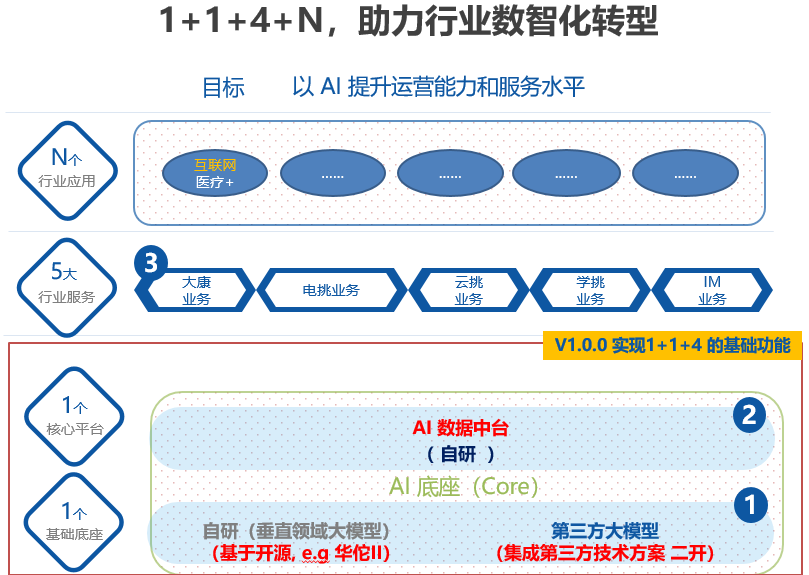 1+1+4+N，助力行业数智化转型
目标 以 AI 提升运营能力和服务水平
N个
行业应用
互联网
医疗+
......
......
......
......
5大
行业服务
3
大康
业务
电挑业务
云挑
业务
学挑
业务
IM
业务
V1.0.0 实现1+1+4 的基础功能
1个
核心平台
2
AI 数据中台
（ 自研 ）
AI 底座（Core）
1个
基础底座
1
自研（垂直领域大模型）
（基于开源, e.g 华佗II）
第三方大模型
（集成第三方技术方案 二开）